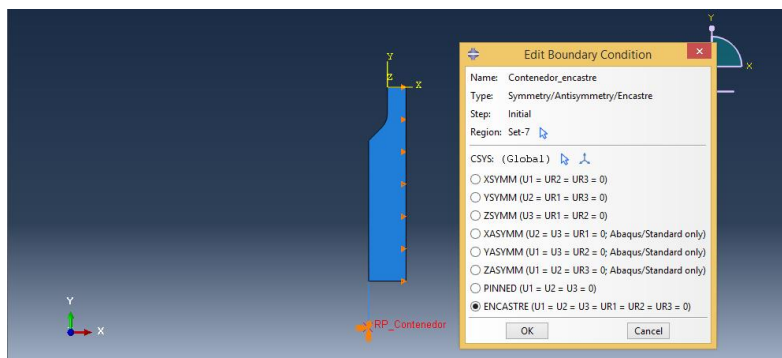 Y
X
Y
Z
X
Edit Boundary Condition
×
Name: Contenedor_encastre
Type: Symmetry/Antisymmetry/Encastre
Step: Initial
Region: Set-7
CSYS: (Global)
XSYMM (U1 = UR2 = UR3 = 0)
YSYMM (U2 = UR1 = UR3 = 0)
ZSYMM (U3 = UR1 = UR2 = 0)
XASYMM (U2 = U3 = UR1 = 0; Abaqus/Standard only)
YASYMM (U1 = U3 = UR2 = 0; Abaqus/Standard only)
ZASYMM (U1 = U2 = UR3 = 0; Abaqus/Standard only)
PINNED (U1 = U2 = U3 = 0)
ENCASTRE (U1 = U2 = U3 = UR1 = UR2 = UR3 = 0)
OK Cancel
RP_Contenedor
Y
X